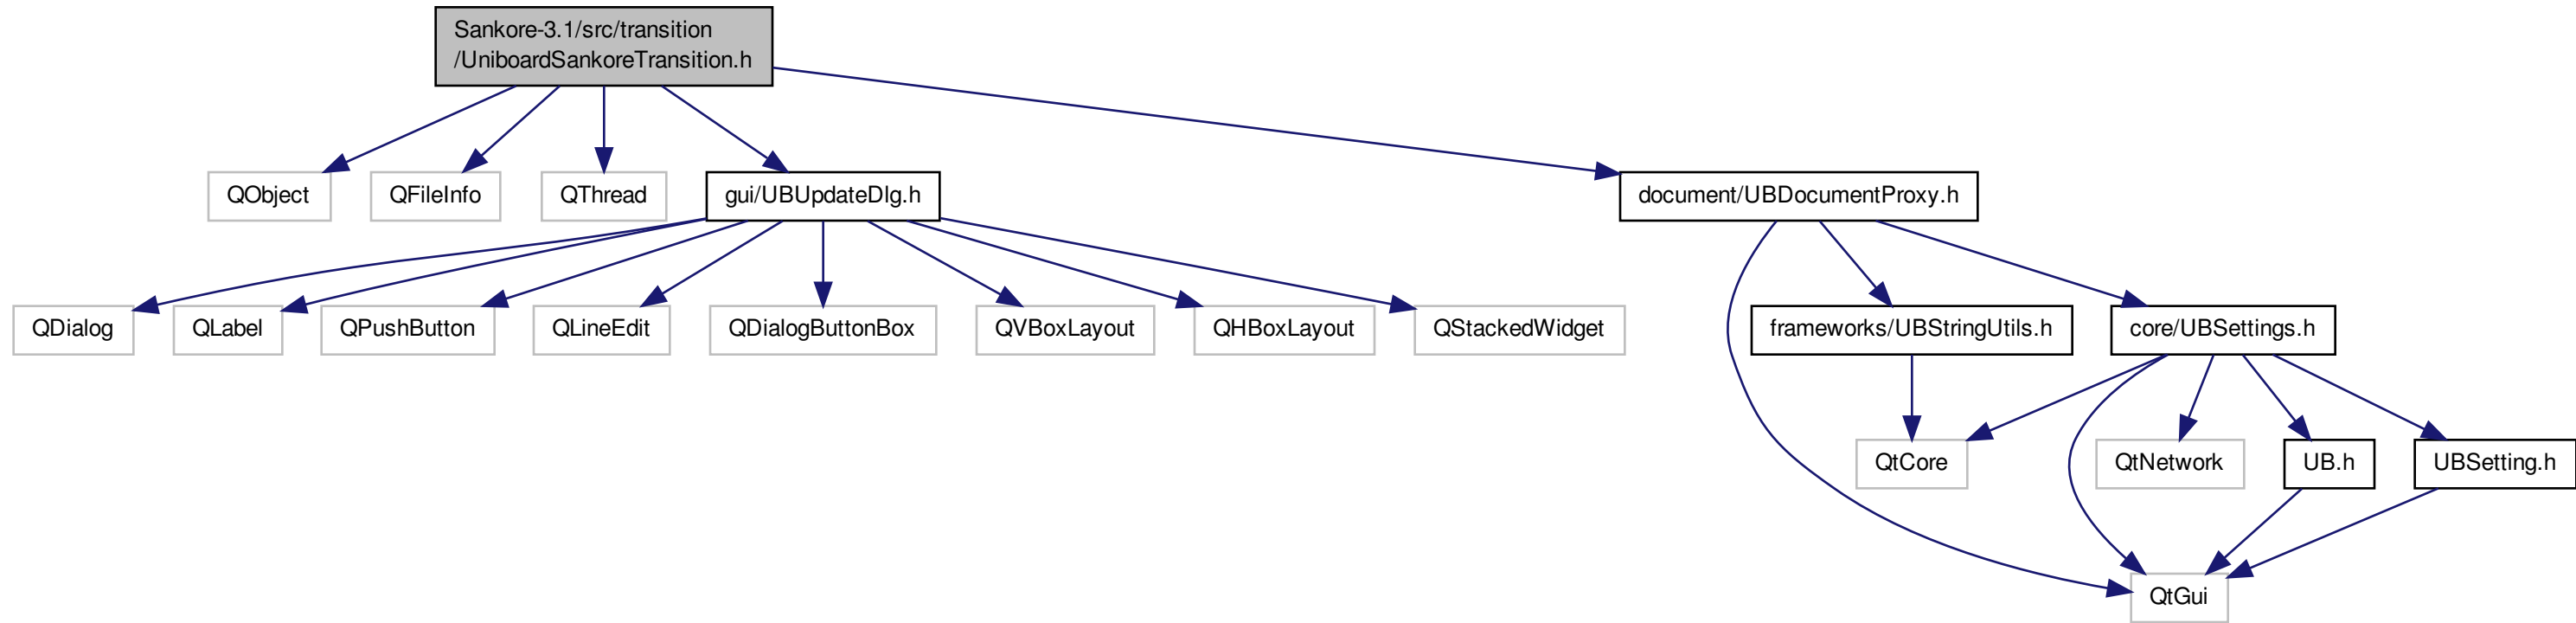 Sankore-3.1/src/transition
/UniboardSankoreTransition.h
QObject
QFileInfo
QThread
gui/UBUpdateDlg.h
document/UBDocumentProxy.h
QDialog
QLabel
QPushButton
QLineEdit
QDialogButtonBox
QVBoxLayout
QHBoxLayout
QStackedWidget
frameworks/UBStringUtils.h
core/UBSettings.h
QtCore
QtNetwork
UB.h
UBSetting.h
QtGui